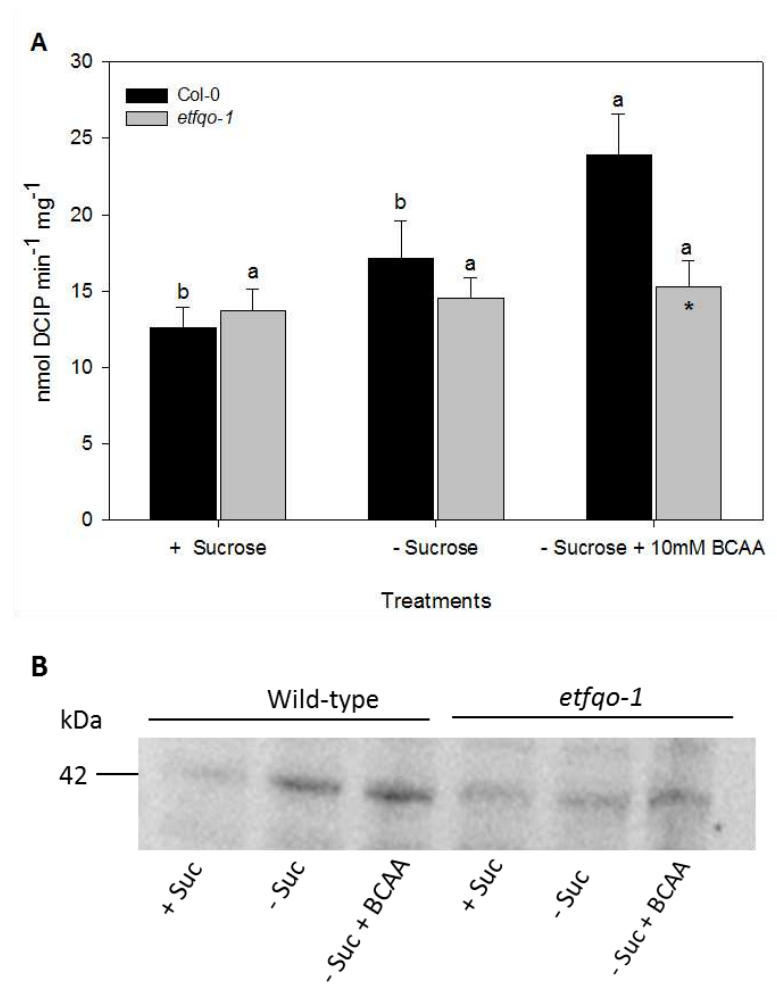 A
30
25
20
15
10
5
0
nmol DCIP min⁻¹ mg⁻¹
Col-0
etfqo-1
b
a
b
a
a
a
*
+ Sucrose
- Sucrose
- Sucrose + 10mM BCAA
Treatments
B
Wild-type
etfqo-1
kDa
42
+ Suc
- Suc
- Suc + BCAA
+ Suc
- Suc
- Suc + BCAA